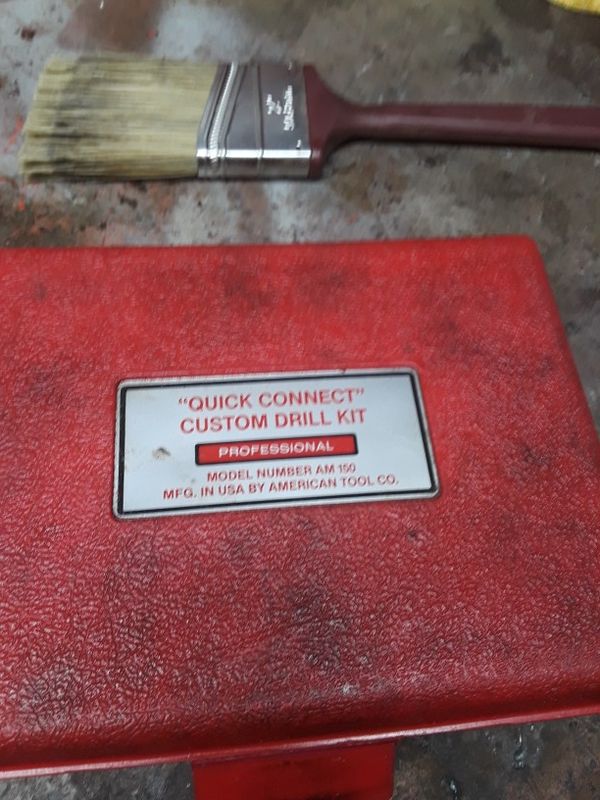 "QUICK CONNECT"
CUSTOM DRILL KIT
PROFESSIONAL
MODEL NUMBER AM 150
MFG. IN USA BY AMERICAN TOOL CO.